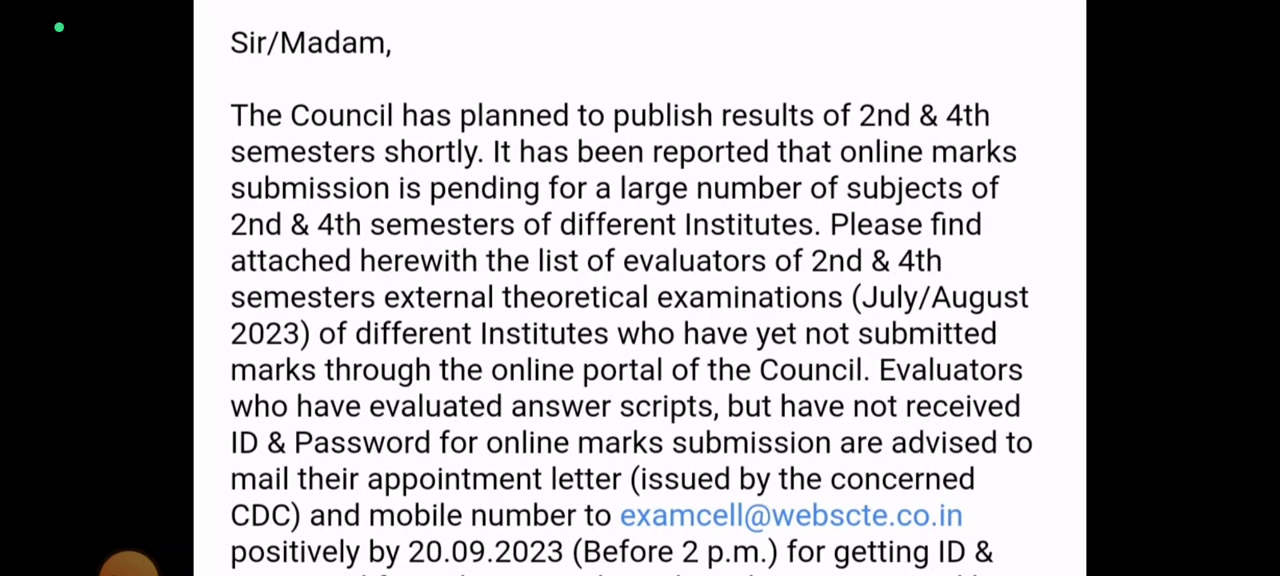 Sir/Madam,
The Council has planned to publish results of 2nd & 4th
semesters shortly. It has been reported that online marks
submission is pending for a large number of subjects of
2nd & 4th semesters of different Institutes. Please find
attached herewith the list of evaluators of 2nd & 4th
semesters external theoretical examinations (July/August
2023) of different Institutes who have yet not submitted
marks through the online portal of the Council. Evaluators
who have evaluated answer scripts, but have not received
ID & Password for online marks submission are advised to
mail their appointment letter (issued by the concerned
CDC) and mobile number to examcell@webscte.co.in
positively by 20.09.2023 (Before 2 p.m.) for getting ID &